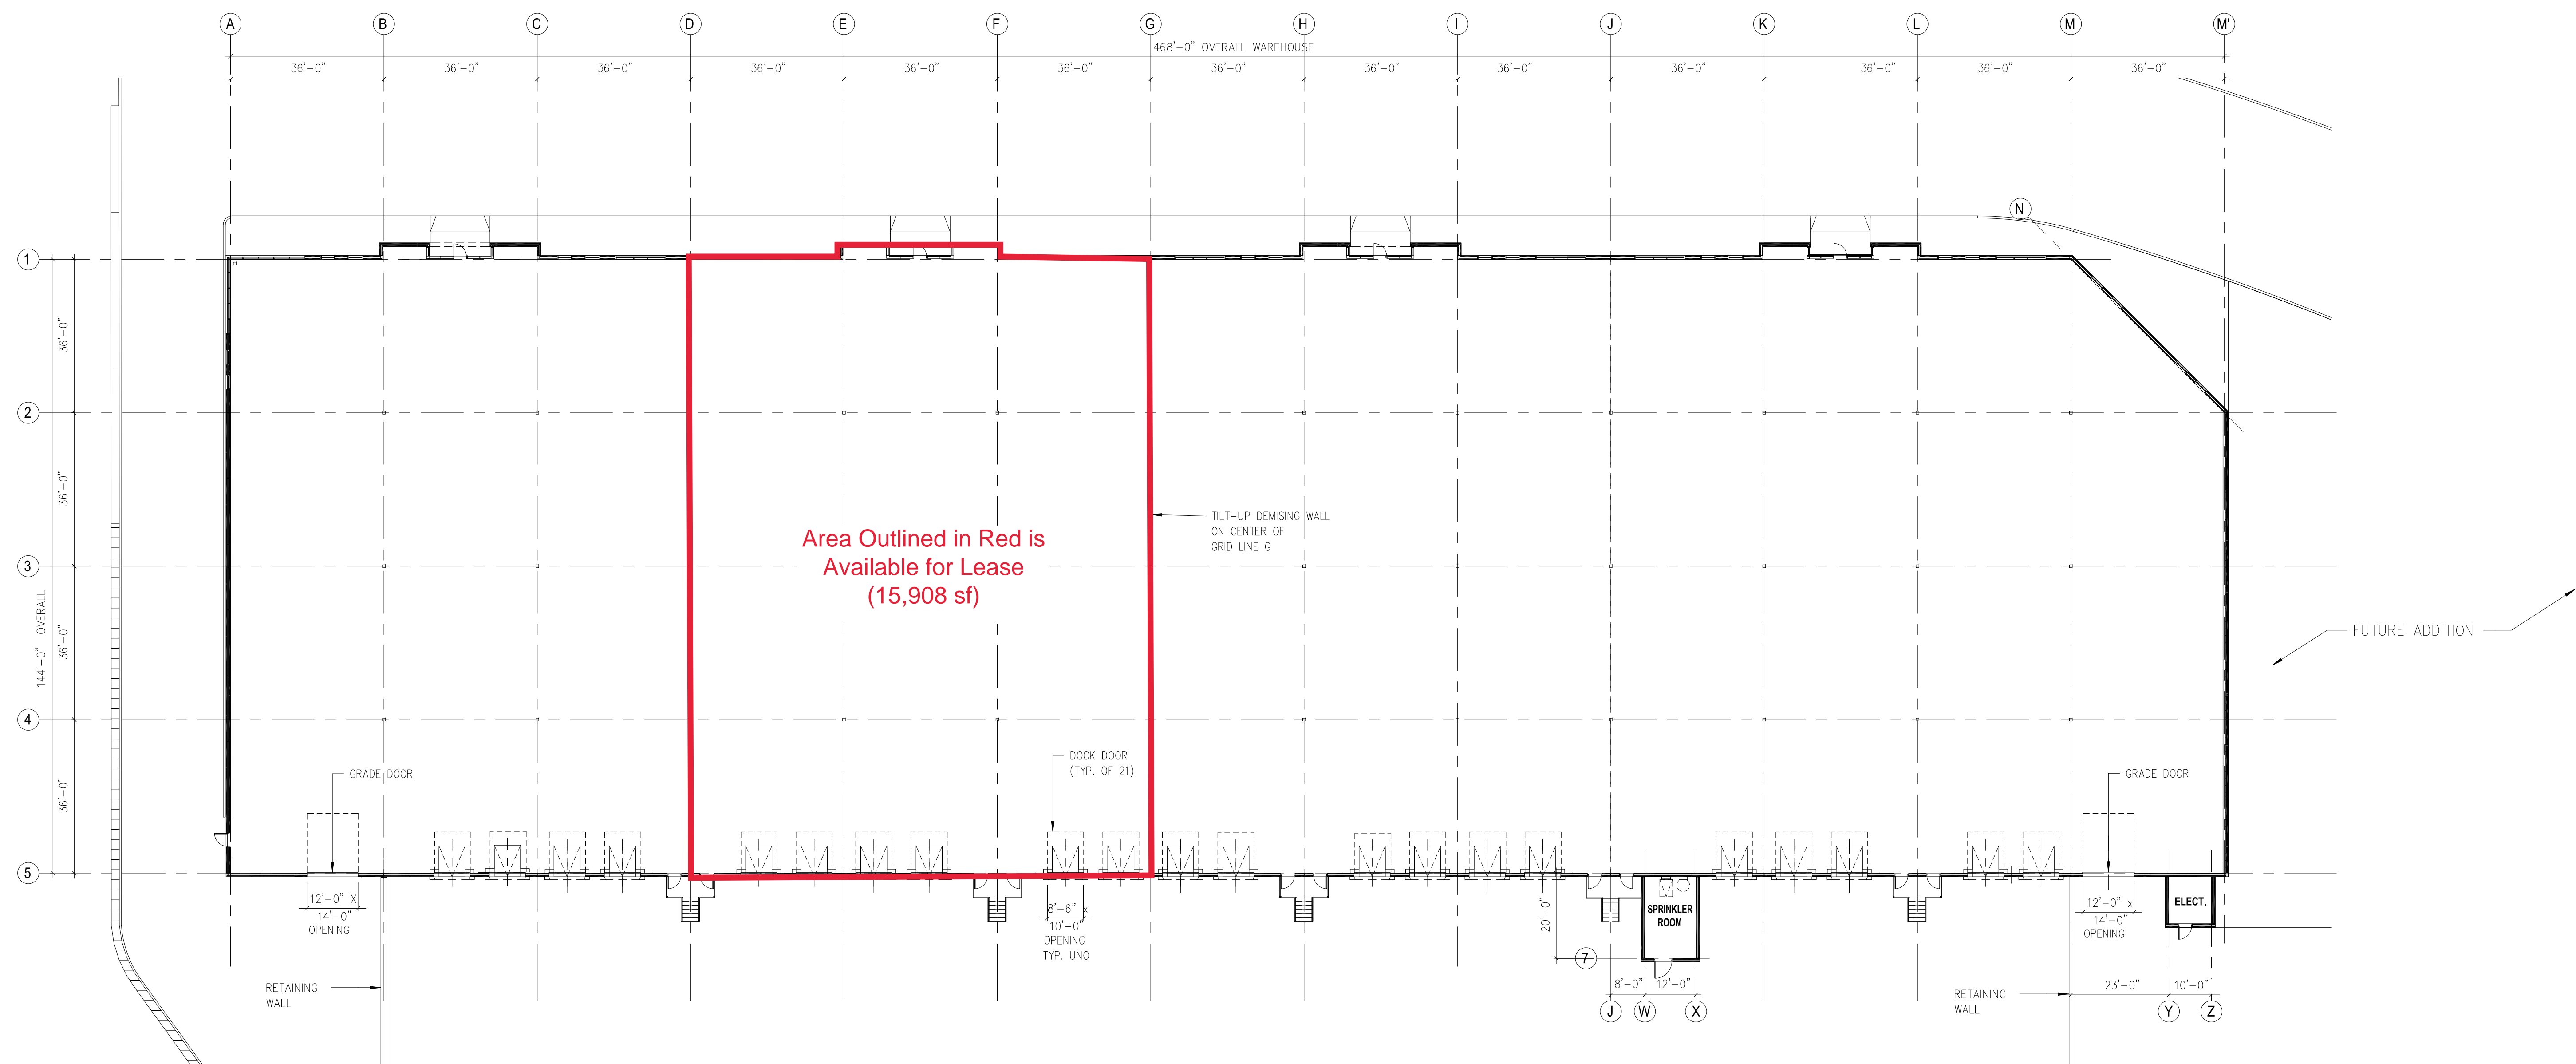 A B C D E F G H I J K L M M'
468'-0" OVERALL WAREHOUSE
36'-0" 36'-0" 36'-0" 36'-0" 36'-0" 36'-0" 36'-0" 36'-0" 36'-0" 36'-0" 36'-0" 36'-0" 36'-0"
N
1
36'-0"
2
36'-0"
TILT-UP DEMISING WALL
ON CENTER OF
GRID LINE G
Area Outlined in Red is
Available for Lease
(15,908 sf)
3
144'-0" OVERALL
36'-0"
FUTURE ADDITION
4
36'-0"
GRADE DOOR
DOCK DOOR
(TYP. OF 21)
GRADE DOOR
5
12'-0" X
14'-0"
OPENING
8'-6" X
10'-0"
OPENING
TYP. UNO
20'-0"
7
SPRINKLER
ROOM
12'-0" X
14'-0"
OPENING
ELECT.
RETAINING
WALL
8'-0" 12'-0"
J W X
RETAINING
WALL
23'-0" 10'-0"
Y Z